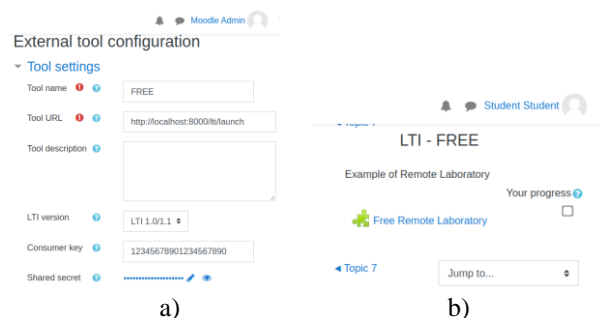 Moodle Admin
External tool configuration
Tool settings
Tool name
FREE
Tool URL
http://localhost:8000/lti/launch
Tool description
LTI version
LTI 1.0/1.1
Consumer key
12345678901234567890
Shared secret
a)
Student Student
LTI - FREE
Example of Remote Laboratory
Your progress
Free Remote Laboratory
◄ Topic 7
Jump to...
b)